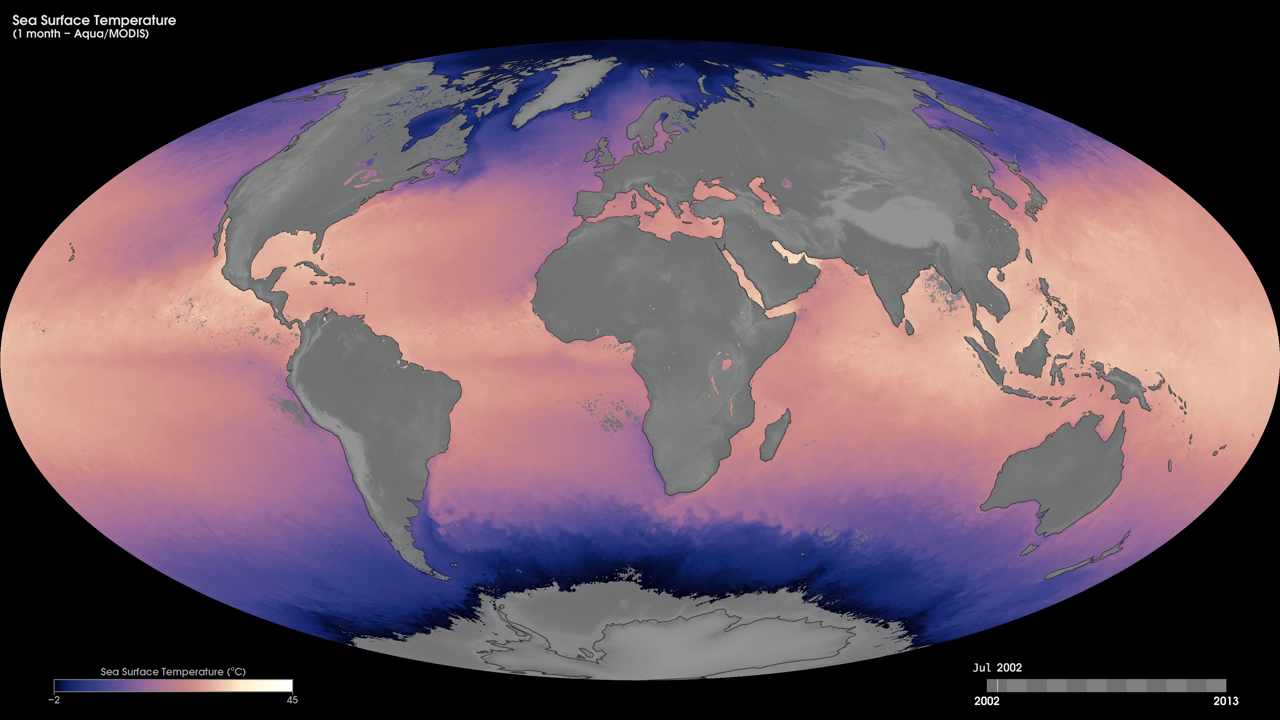 Sea Surface Temperature
(1 month – Aqua/MODIS)
Sea Surface Temperature (°C)
−2 45
Jul 2002
2002 2013